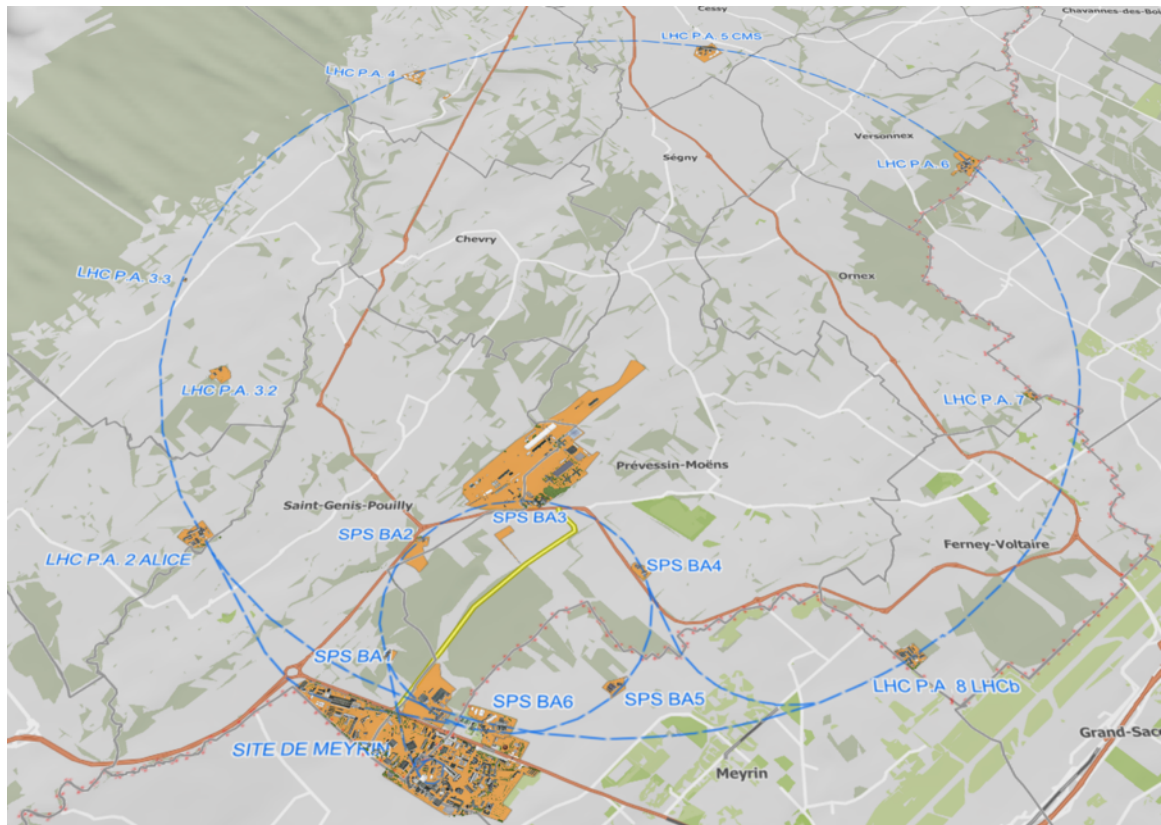 Cessy
Chavannes-des-Boi
LHC P.A. 5 CMS
LHC P.A. 4
Versonnex
Ségny
LHC P.A. 6
Chevry
LHC P.A. 3.3
Ornex
LHC P.A. 3.2
LHC P.A. 7
Prévessin-Moëns
Saint-Genis-Pouilly
SPS BA3
SPS BA2
Ferney-Voltaire
LHC P.A. 2 ALICE
SPS BA4
SPS BA1
LHC P.A. 8 LHCb
SPS BA6
SPS BA5
Grand-Sacc
SITE DE MEYRIN
Meyrin